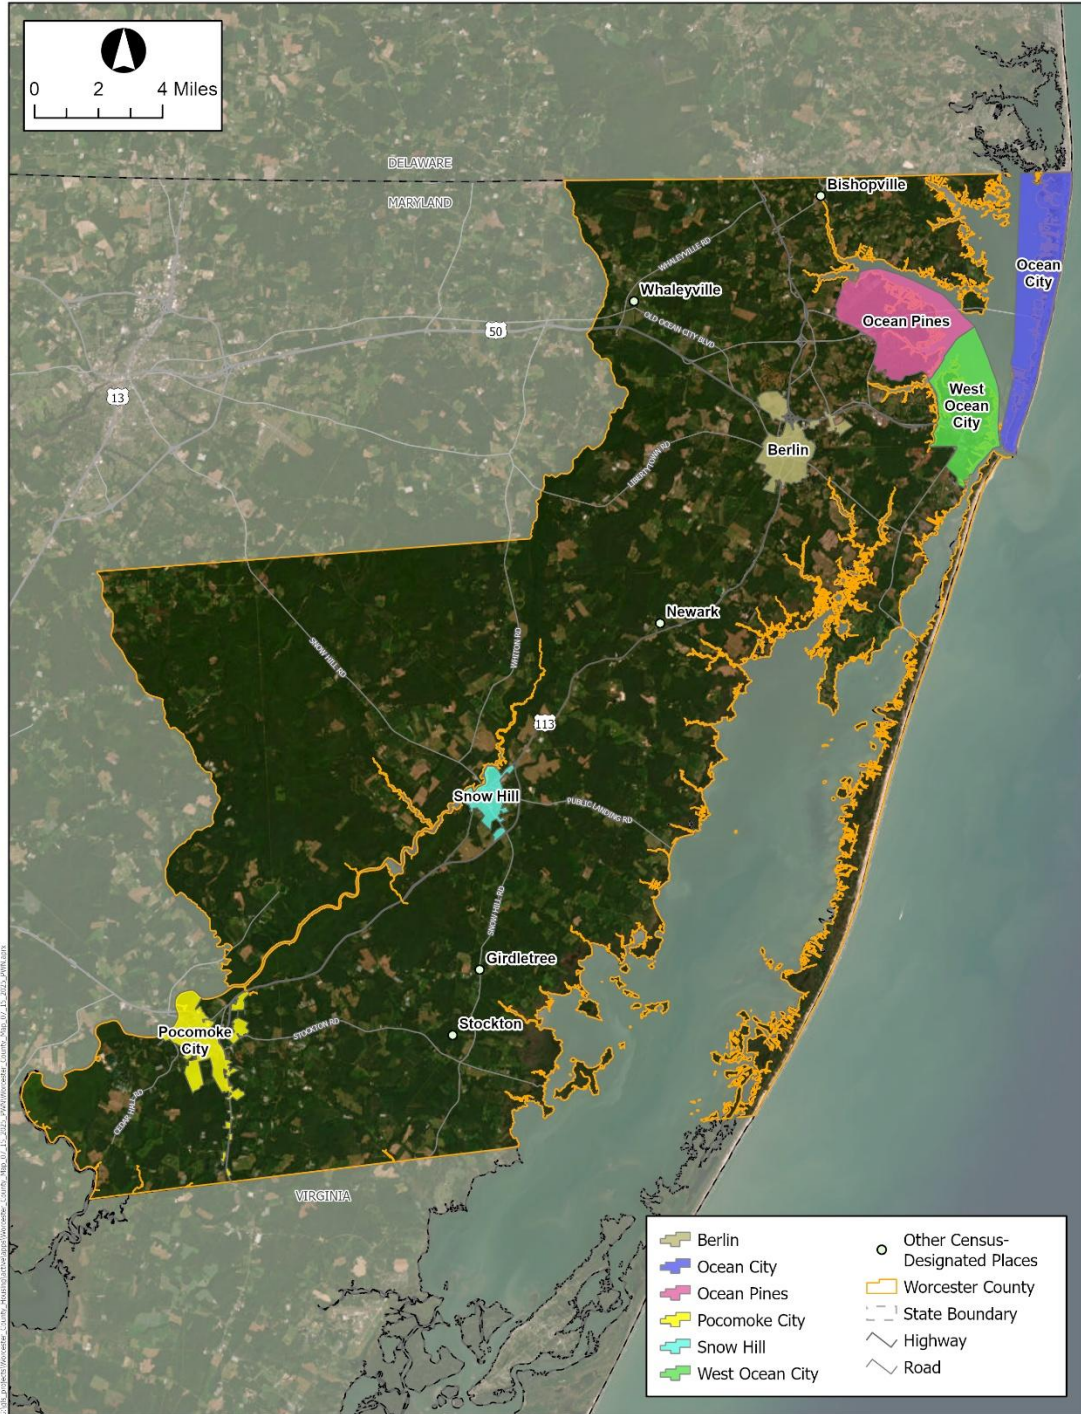 0 2 4 Miles
DELAWARE
MARYLAND
Bishopville
WHALEYVILLE RD
Ocean
City
Whaleyville
OLD OCEAN CITY BLVD
Ocean Pines
50
13
West
Ocean
City
Berlin
LIBERTYTOWN RD
Newark
SNOW HILL RD
WHITON RD
113
Snow Hill
PUBLIC LANDING RD
SNOW HILL RD
Girdletree
Stockton
STOCKTON RD
Pocomoke
City
CEDAR HALL RD
VIRGINIA
Berlin
Ocean City
Ocean Pines
Pocomoke City
Snow Hill
West Ocean City
Other Census-
Designated Places
Worcester County
State Boundary
Highway
Road